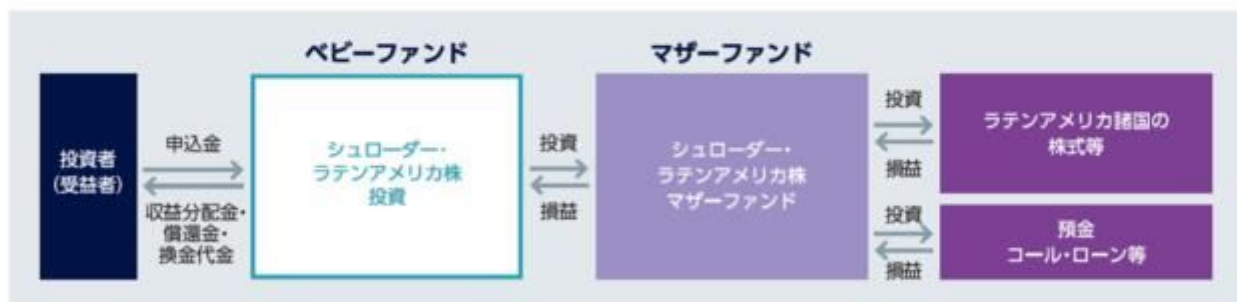 ベビーファンド
マザーファンド
投資者
(受益者)
申込金
収益分配金・
償還金・
換金代金
シュローダー・
ラテンアメリカ株
投資
投資
損益
シュローダー・
ラテンアメリカ株
マザーファンド
投資
損益
ラテンアメリカ諸国の
株式等
投資
損益
預金
コール・ローン等